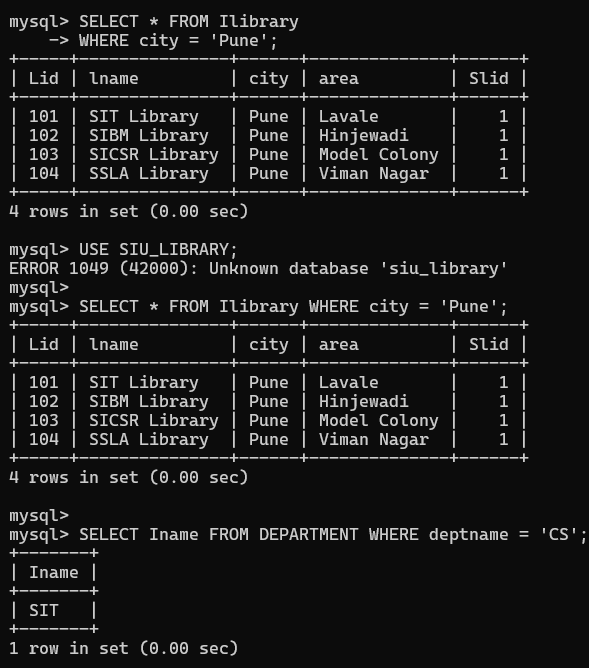 mysql> SELECT * FROM Ilibrary
    -> WHERE city = 'Pune';
+-----+---------------+------+--------------+------+
| Lid | lname         | city | area         | Slid |
+-----+---------------+------+--------------+------+
| 101 | SIT Library   | Pune | Lavale       |    1 |
| 102 | SIBM Library  | Pune | Hinjewadi    |    1 |
| 103 | SICSR Library | Pune | Model Colony |    1 |
| 104 | SSLA Library  | Pune | Viman Nagar  |    1 |
+-----+---------------+------+--------------+------+
4 rows in set (0.00 sec)
mysql> USE SIU_LIBRARY;
ERROR 1049 (42000): Unknown database 'siu_library'
mysql>
mysql> SELECT * FROM Ilibrary WHERE city = 'Pune';
+-----+---------------+------+--------------+------+
| Lid | lname         | city | area         | Slid |
+-----+---------------+------+--------------+------+
| 101 | SIT Library   | Pune | Lavale       |    1 |
| 102 | SIBM Library  | Pune | Hinjewadi    |    1 |
| 103 | SICSR Library | Pune | Model Colony |    1 |
| 104 | SSLA Library  | Pune | Viman Nagar  |    1 |
+-----+---------------+------+--------------+------+
4 rows in set (0.00 sec)
mysql>
mysql> SELECT Iname FROM DEPARTMENT WHERE deptname = 'CS';
+-------+
| Iname |
+-------+
| SIT   |
+-------+
1 row in set (0.00 sec)